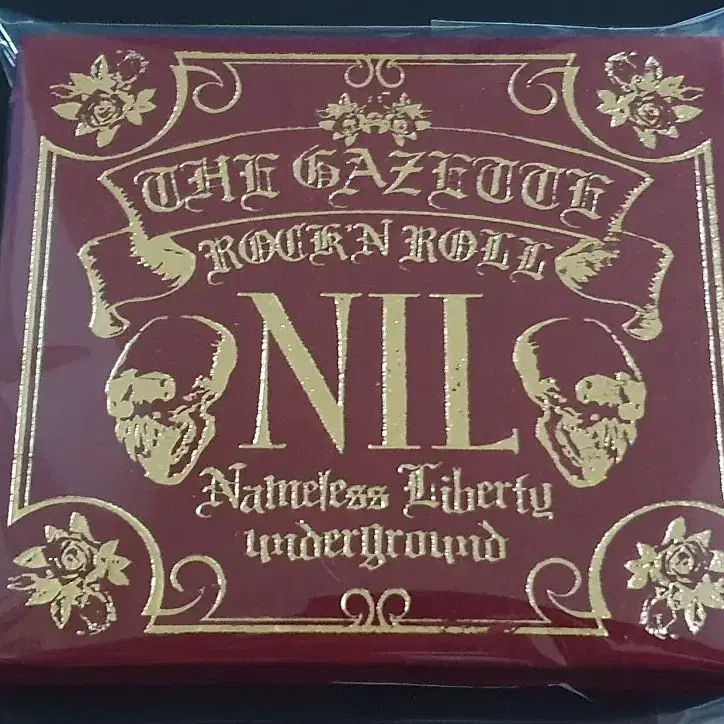 THE GAZETTE
ROCK'N ROLL
NIL
Nameless Liberty
underground